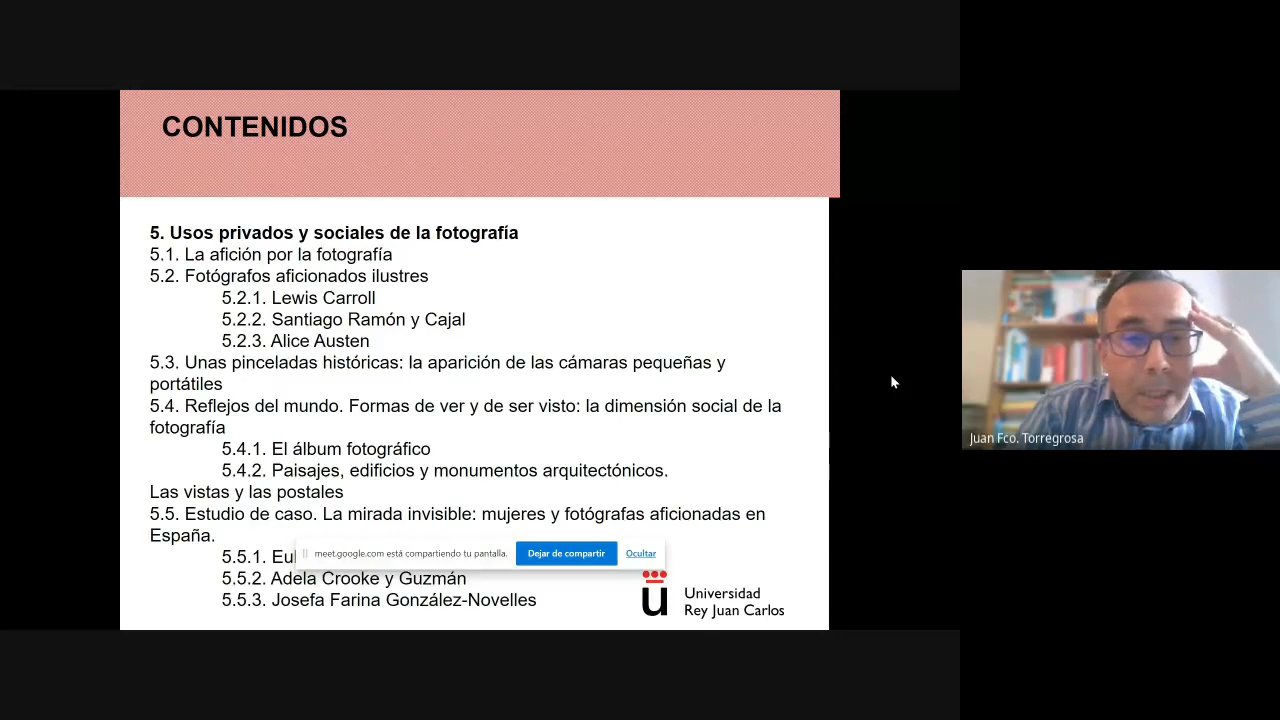 CONTENIDOS
5. Usos privados y sociales de la fotografía
5.1. La afición por la fotografía
5.2. Fotógrafos aficionados ilustres
5.2.1. Lewis Carroll
5.2.2. Santiago Ramón y Cajal
5.2.3. Alice Austen
5.3. Unas pinceladas históricas: la aparición de las cámaras pequeñas y
portátiles
5.4. Reflejos del mundo. Formas de ver y de ser visto: la dimensión social de la
fotografía
5.4.1. El álbum fotográfico
5.4.2. Paisajes, edificios y monumentos arquitectónicos.
Las vistas y las postales
5.5. Estudio de caso. La mirada invisible: mujeres y fotógrafas aficionadas en
España.
5.5.1
meet.google.com está compartiendo tu pantalla.
Dejar de compartir
Ocultar
5.5.2. Adela Crooke y Guzmán
5.5.3. Josefa Farina González-Novelles
u
Universidad
Rey Juan Carlos
Juan Fco. Torregrosa